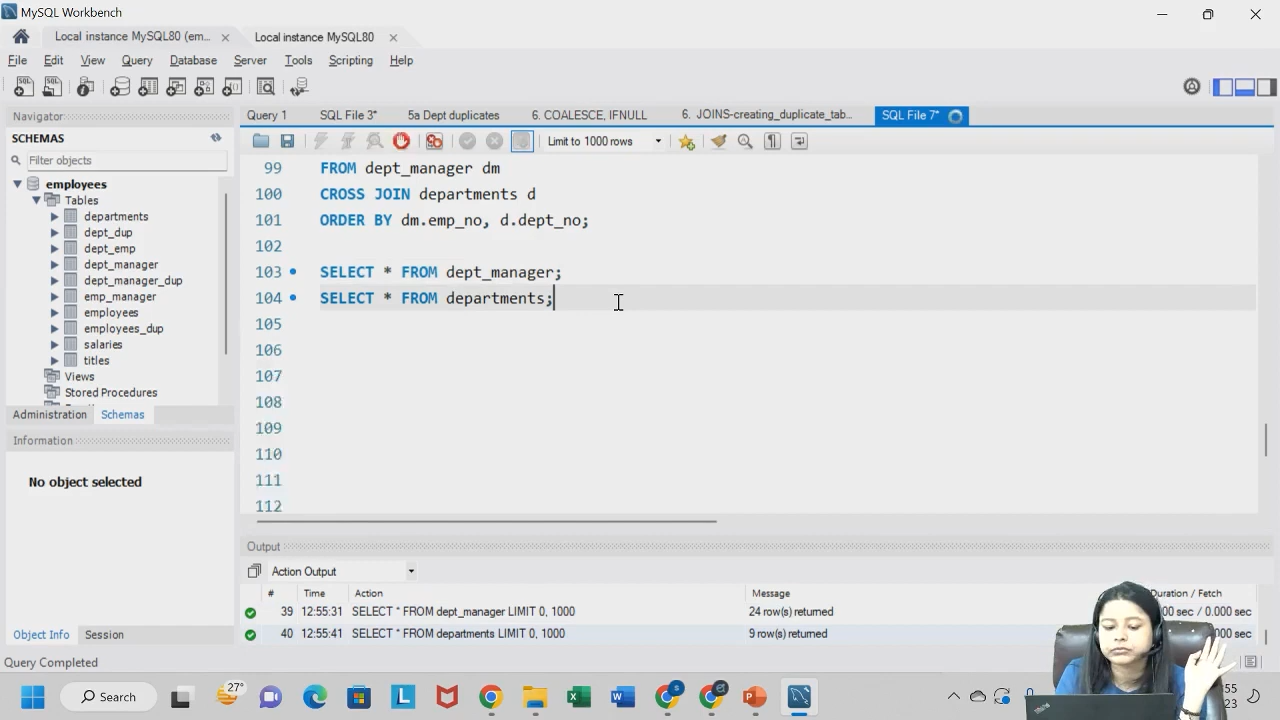 MySQL Workbench
Local instance MySQL80 (em... Local instance MySQL80
File Edit View Query Database Server Tools Scripting Help
Navigator
SCHEMAS
Filter objects
employees
Tables
departments
dept_dup
dept_emp
dept_manager
dept_manager_dup
emp_manager
employees
employees_dup
salaries
titles
Views
Stored Procedures
Administration Schemas
Information
No object selected
Object Info Session
Query 1 SQL File 3* 5a Dept duplicates 6. COALESCE, IFNULL 6. JOINS-creating_duplicate_tab... SQL File 7*
Limit to 1000 rows
99 FROM dept_manager dm
100 CROSS JOIN departments d
101 ORDER BY dm.emp_no, d.dept_no;
102
103 SELECT * FROM dept_manager;
104 SELECT * FROM departments;
105
106
107
108
109
110
111
112
Output
Action Output
# Time Action Message Duration / Fetch
39 12:55:31 SELECT * FROM dept_manager LIMIT 0, 1000 24 row(s) returned sec / 0.000 sec
40 12:55:41 SELECT * FROM departments LIMIT 0, 1000 9 row(s) returned sec
Query Completed
Search
27°